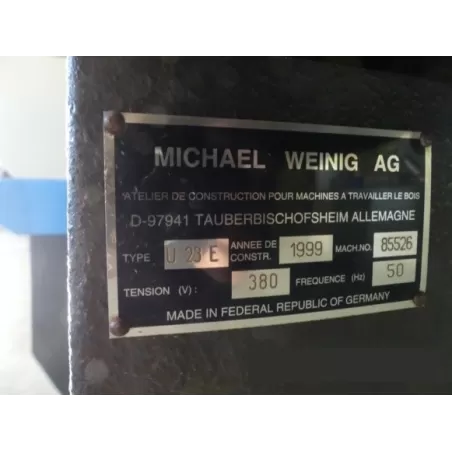 MICHAEL WEINIG AG
ATELIER DE CONSTRUCTION POUR MACHINES A TRAVAILLER LE BOIS
D-97941 TAUBERBISCHOFSHEIM ALLEMAGNE
TYPE U 23 E ANNEE DE CONSTR. 1999 MACH.NO. 85526
TENSION (V): 380 FREQUENCE (Hz) 50
MADE IN FEDERAL REPUBLIC OF GERMANY